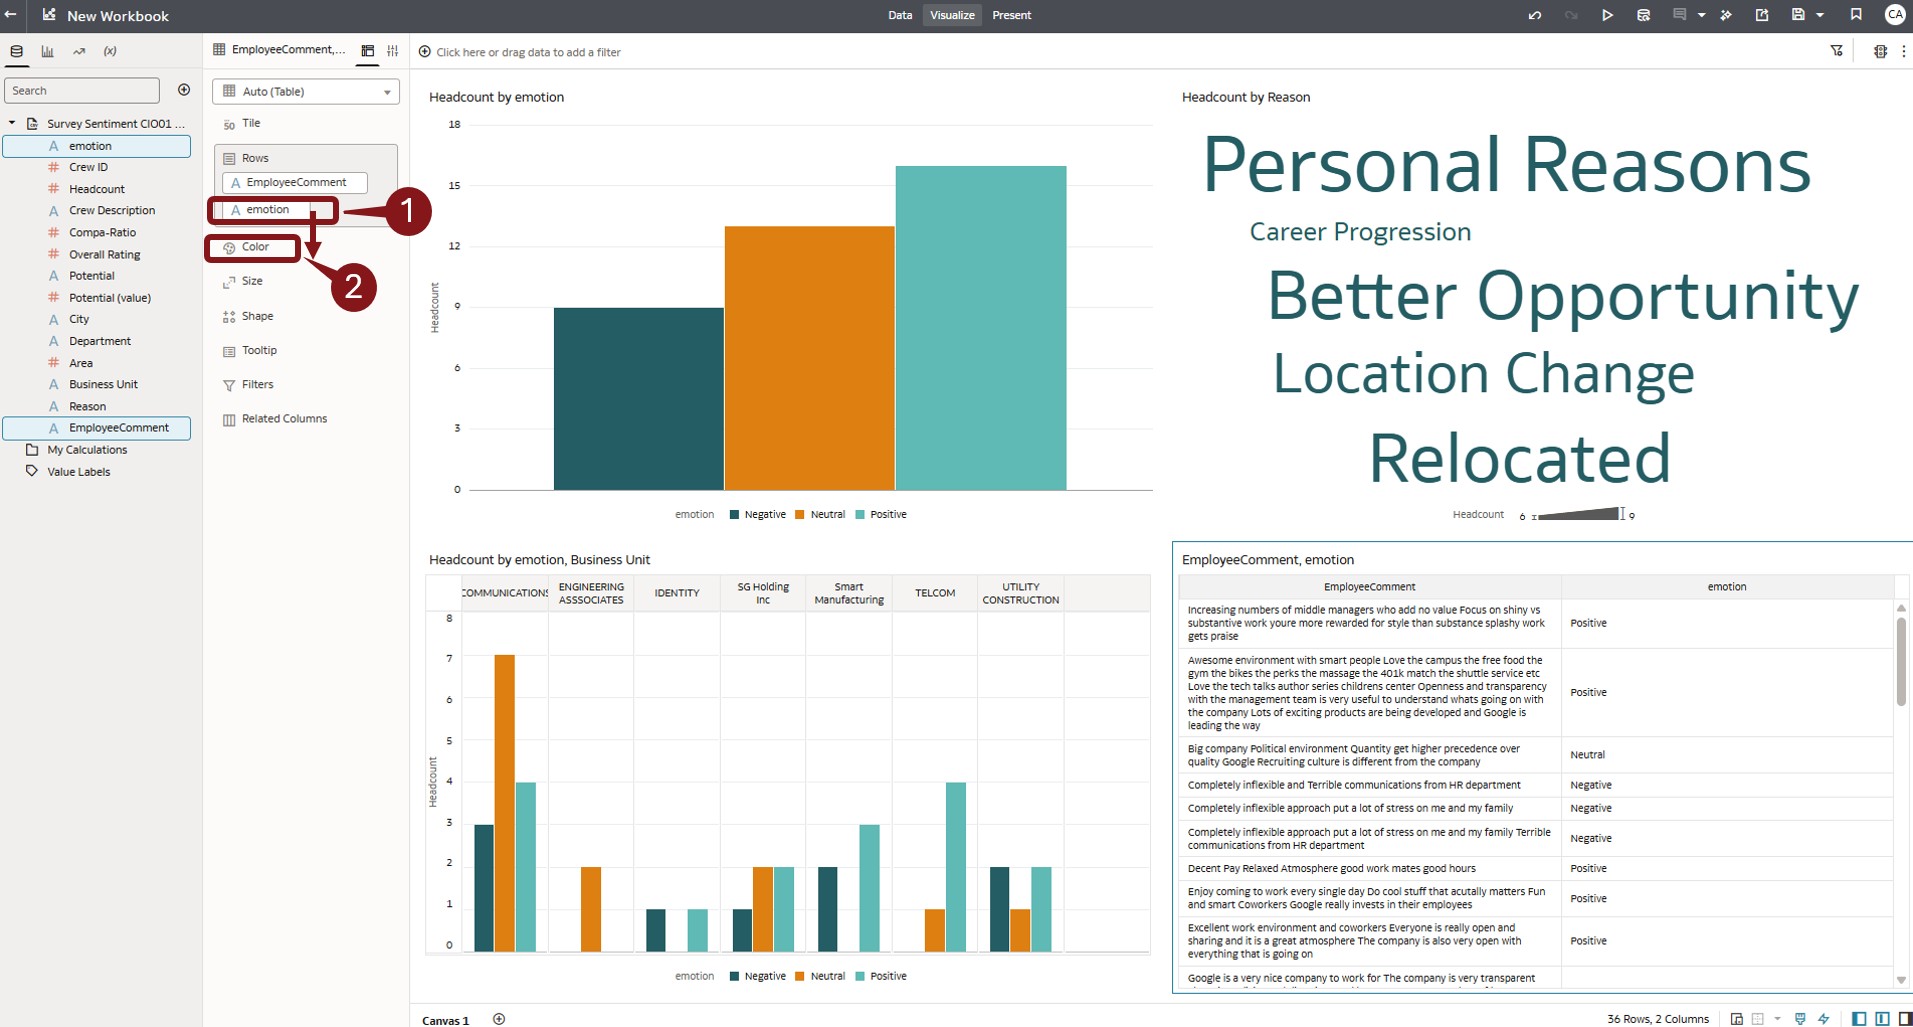 New Workbook
Data Visualize Present
CA
(x)
Search
Survey Sentiment CIO01 ...
A emotion
# Crew ID
# Headcount
A Crew Description
# Compa-Ratio
# Overall Rating
A Potential
# Potential (value)
A City
A Department
# Area
A Business Unit
A Reason
A EmployeeComment
My Calculations
Value Labels
EmployeeComment,...
Auto (Table)
50 Tile
Rows
A EmployeeComment
A emotion
1
Color
2
Size
Shape
Tooltip
Filters
Related Columns
Click here or drag data to add a filter
Headcount by emotion
18
15
12
9
6
3
0
Headcount
emotion Negative Neutral Positive
Headcount by Reason
Personal Reasons
Career Progression
Better Opportunity
Location Change
Relocated
Headcount 6 9
Headcount by emotion, Business Unit
COMMUNICATIONS
ENGINEERING
ASSSOCIATES
IDENTITY
SG Holding
Inc
Smart
Manufacturing
TELCOM
UTILITY
CONSTRUCTION
8
7
6
5
4
3
2
1
0
Headcount
emotion Negative Neutral Positive
EmployeeComment, emotion
EmployeeComment emotion
Increasing numbers of middle managers who add no value Focus on shiny vs
substantive work youre more rewarded for style than substance splashy work
gets praise
Positive
Awesome environment with smart people Love the campus the free food the
gym the bikes the perks the massage the 401k match the shuttle service etc
Love the tech talks author series childrens center Openness and transparency
with the management team is very useful to understand whats going on with
the company Lots of exciting products are being developed and Google is
leading the way
Positive
Big company Political environment Quantity get higher precedence over
quality Google Recruiting culture is different from the company
Neutral
Completely inflexible and Terrible communications from HR department
Negative
Completely inflexible approach put a lot of stress on me and my family
Negative
Completely inflexible approach put a lot of stress on me and my family Terrible
communications from HR department
Negative
Decent Pay Relaxed Atmosphere good work mates good hours
Positive
Enjoy coming to work every single day Do cool stuff that acutally matters Fun
and smart Coworkers Google really invests in their employees
Positive
Excellent work environment and coworkers Everyone is really open and
sharing and it is a great atmosphere The company is also very open with
everything that is going on
Positive
Google is a very nice company to work for The company is very transparent
Canvas 1
36 Rows, 2 Columns